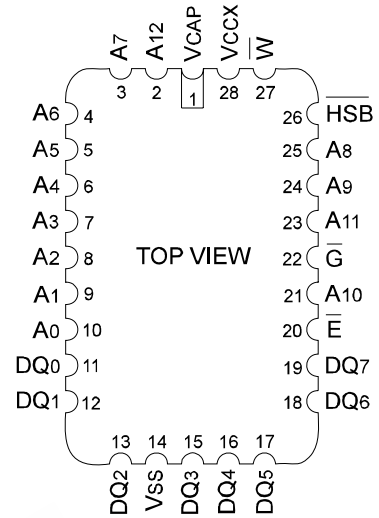 A7 A12 VCAP VCCX W̅
3 2 1 28 27
A6 4 26 H̅S̅B̅
A5 5 25 A8
A4 6 24 A9
A3 7 23 A11
A2 8 TOP VIEW 22 G̅
A1 9 21 A10
A0 10 20 E̅
DQ0 11 19 DQ7
DQ1 12 18 DQ6
13 14 15 16 17
DQ2 VSS DQ3 DQ4 DQ5